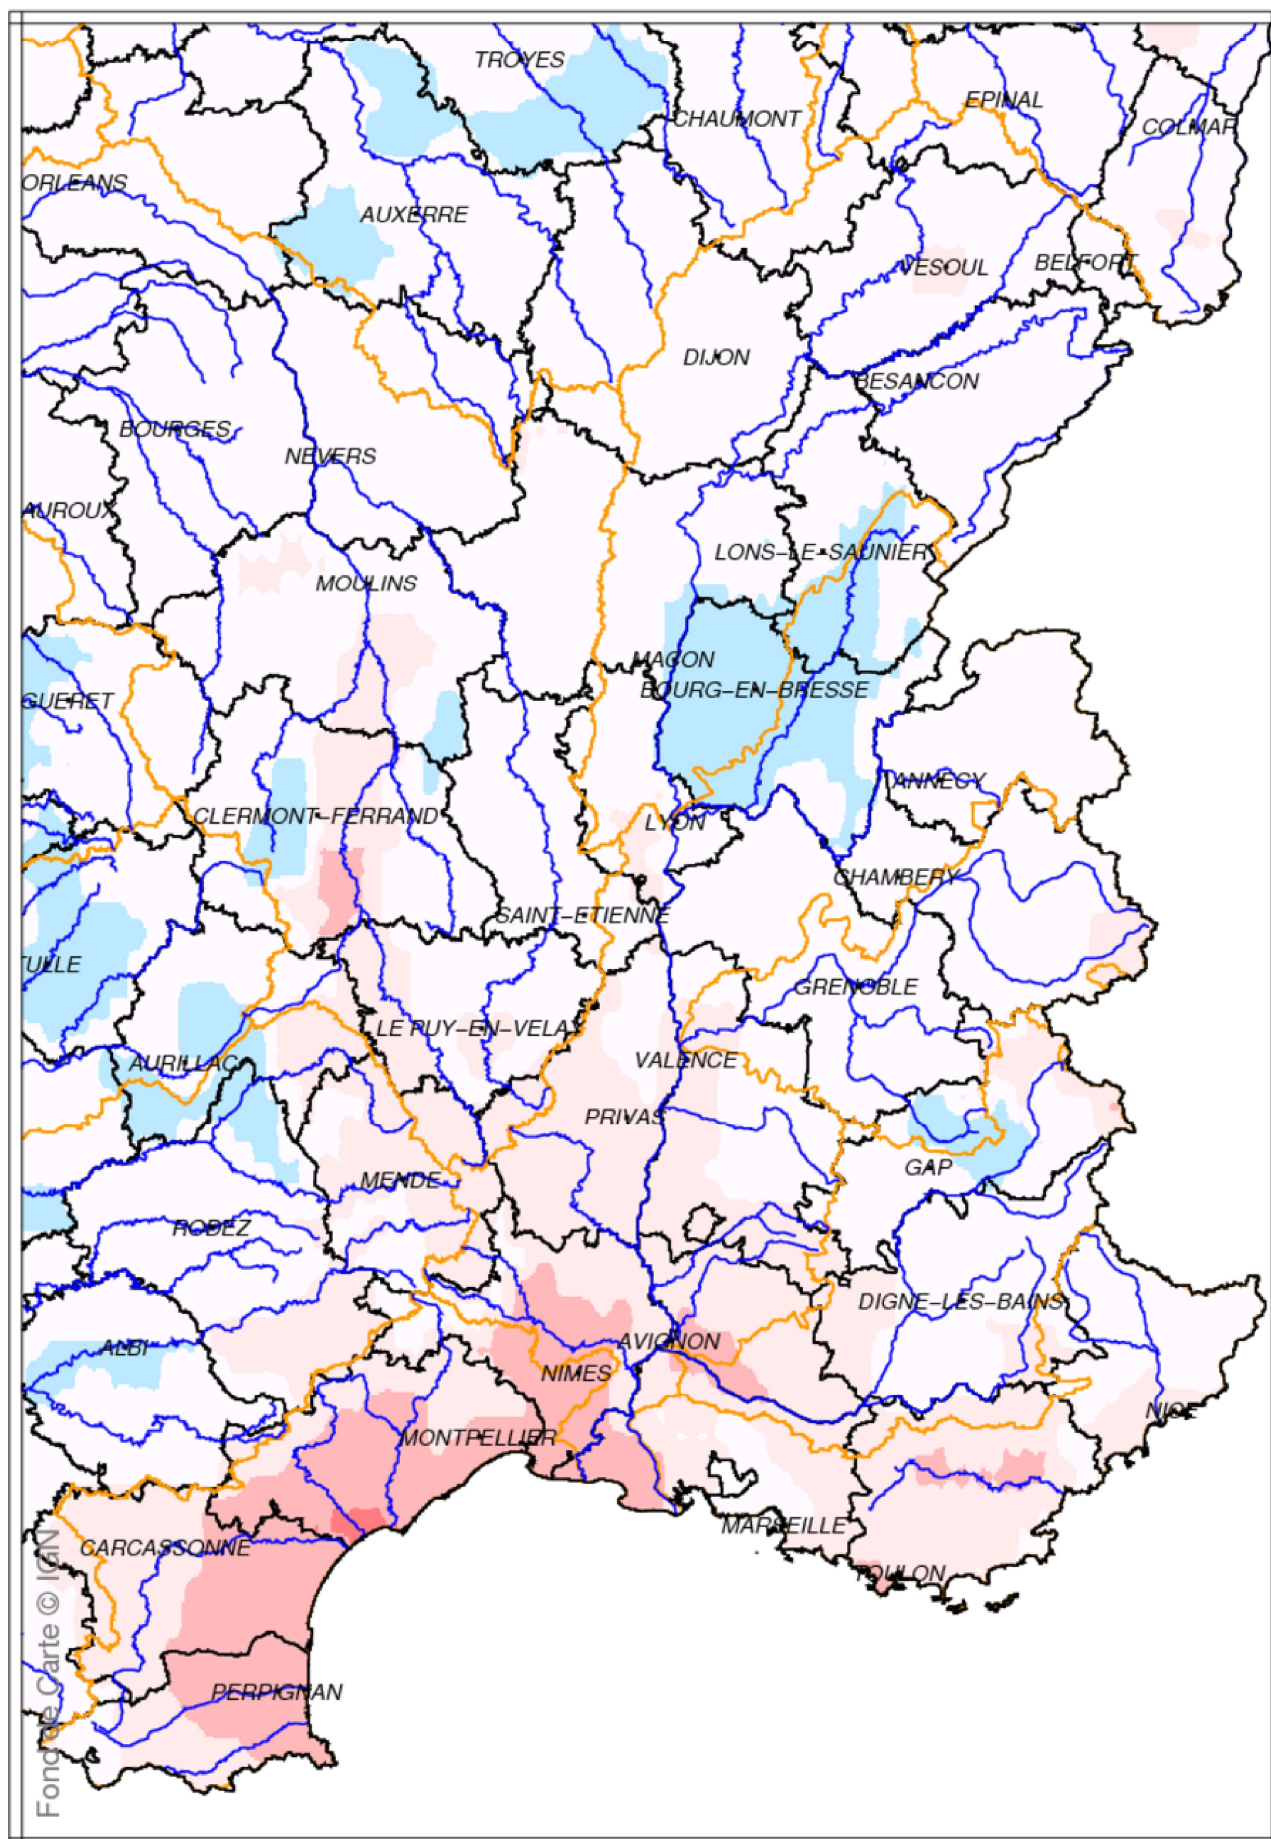 TROYES
EPINAL
CHAUMONT
COLMAR
ORLEANS
AUXERRE
VESOUL
BELFORT
DIJON
BESANCON
BOURGES
NEVERS
AUROUX
LONS-LE-SAUNIER
MOULINS
MACON
BOURG-EN-BRESSE
GUERET
ANNECY
CLERMONT-FERRAND
LYON
CHAMBERY
SAINT-ETIENNE
TULLE
GRENOBLE
LE PUY-EN-VELAY
AURILLAC
VALENCE
PRIVAS
GAP
MENDE
RODEZ
DIGNE-LES-BAINS
AVIGNON
ALBI
NIMES
NICE
MONTPELLIER
MARSEILLE
CARCASSONNE
TOULON
PERPIGNAN
Fond de Carte © IGN